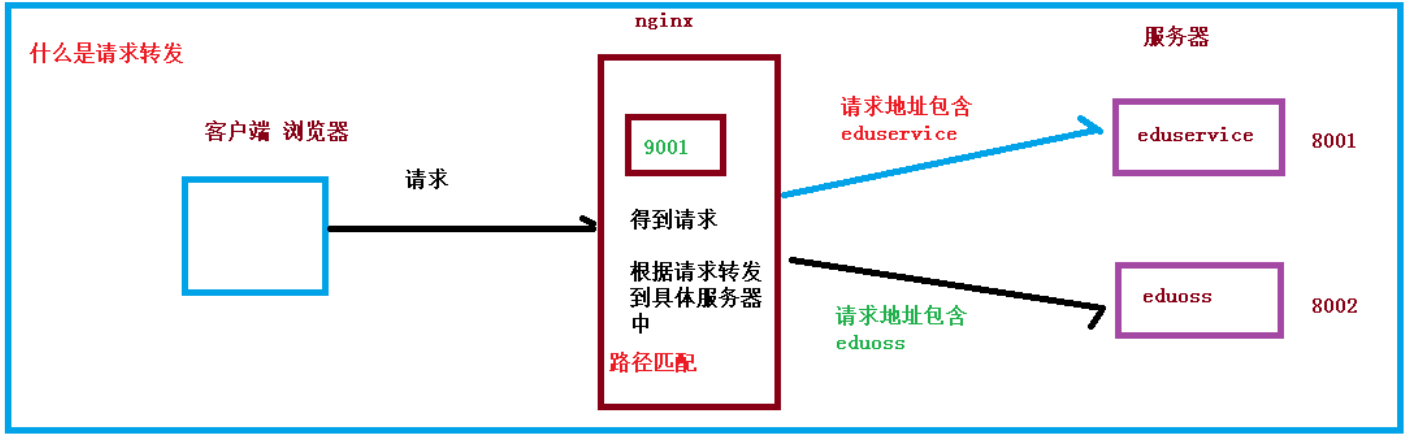 nginx
服务器
什么是请求转发
客户端 浏览器
请求
9001
得到请求
根据请求转发
到具体服务器
中
路径匹配
请求地址包含
eduservice
请求地址包含
eduoss
eduservice
8001
eduoss
8002